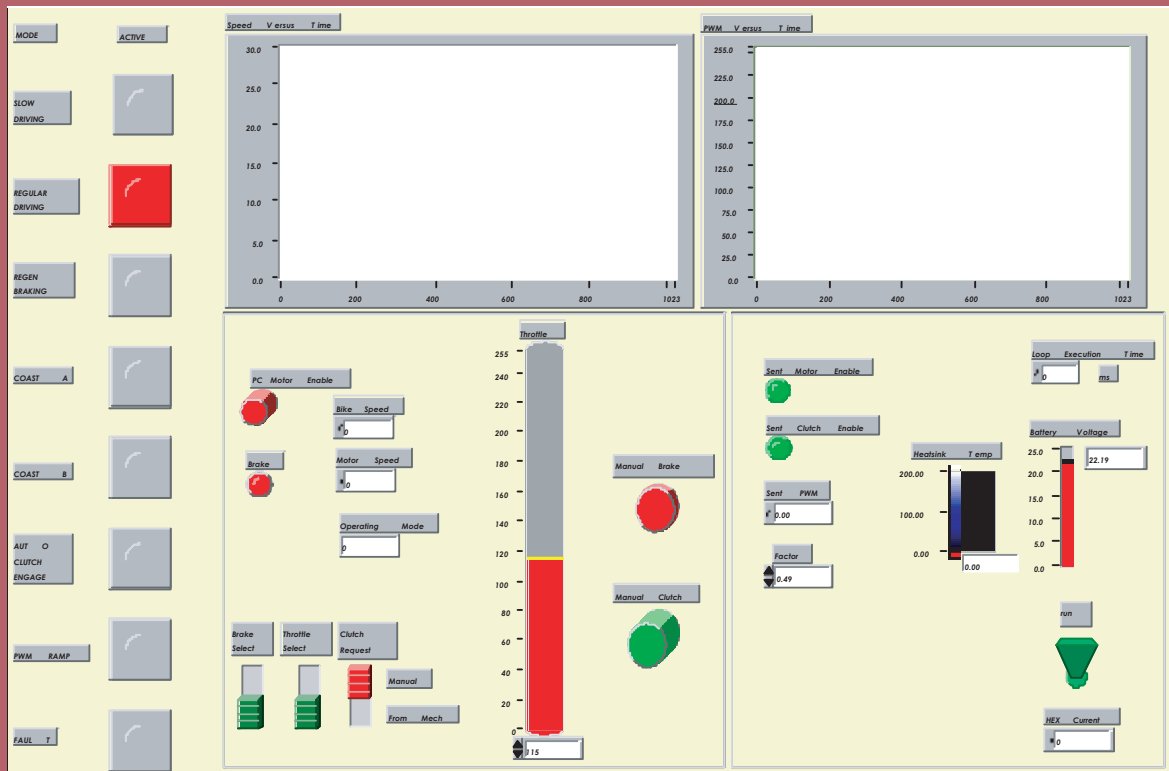 MODE
ACTIVE
SLOW
DRIVING
REGULAR
DRIVING
REGEN
BRAKING
COAST A
COAST B
AUT O
CLUTCH
ENGAGE
PWM RAMP
FAUL T
Speed V ersus T ime
30.0
25.0
20.0
15.0
10.0
5.0
0.0
0 200 400 600 800 1023
PWM V ersus T ime
255.0
225.0
200.0
175.0
150.0
125.0
100.0
75.0
50.0
25.0
0.0
0 200 400 600 800 1023
PC Motor Enable
Bike Speed
0
Brake
Motor Speed
0
Operating Mode
0
Brake
Select
Throttle
Select
Clutch
Request
Manual
From Mech
Throttle
255
240
220
200
180
160
140
120
100
80
60
40
20
0
115
Manual Brake
Manual Clutch
Sent Motor Enable
Sent Clutch Enable
Sent PWM
0.00
Factor
0.49
Heatsink T emp
200.00
100.00
0.00
0.00
Loop Execution T ime
0 ms
Battery Voltage
25.0
20.0
15.0
10.0
5.0
0.0
22.19
run
HEX Current
0